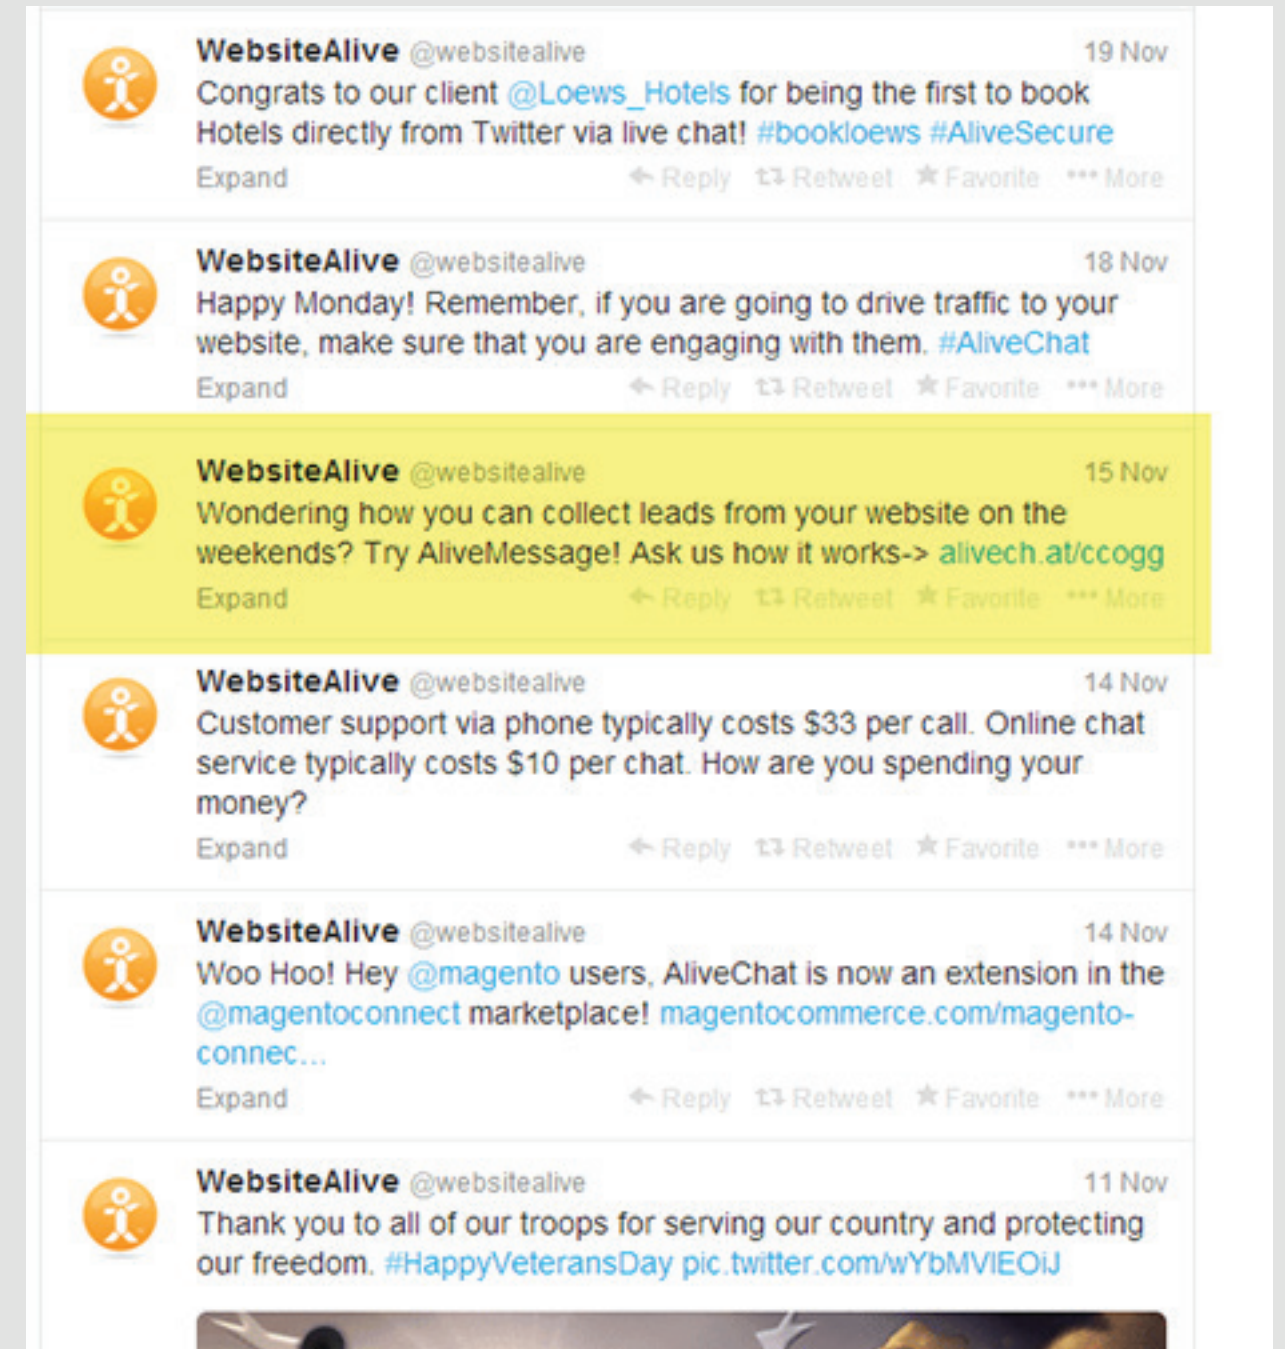 WebsiteAlive @websitealive 19 Nov
Congrats to our client @Loews_Hotels for being the first to book
Hotels directly from Twitter via live chat! #bookloews #AliveSecure
Expand Reply Retweet Favorite More
WebsiteAlive @websitealive 18 Nov
Happy Monday! Remember, if you are going to drive traffic to your
website, make sure that you are engaging with them. #AliveChat
Expand Reply Retweet Favorite More
WebsiteAlive @websitealive 15 Nov
Wondering how you can collect leads from your website on the
weekends? Try AliveMessage! Ask us how it works-> alivech.at/ccogg
Expand Reply Retweet Favorite More
WebsiteAlive @websitealive 14 Nov
Customer support via phone typically costs $33 per call. Online chat
service typically costs $10 per chat. How are you spending your
money?
Expand Reply Retweet Favorite More
WebsiteAlive @websitealive 14 Nov
Woo Hoo! Hey @magento users, AliveChat is now an extension in the
@magentoconnect marketplace! magentocommerce.com/magento-
connec...
Expand Reply Retweet Favorite More
WebsiteAlive @websitealive 11 Nov
Thank you to all of our troops for serving our country and protecting
our freedom. #HappyVeteransDay pic.twitter.com/wYbMVlEOiJ